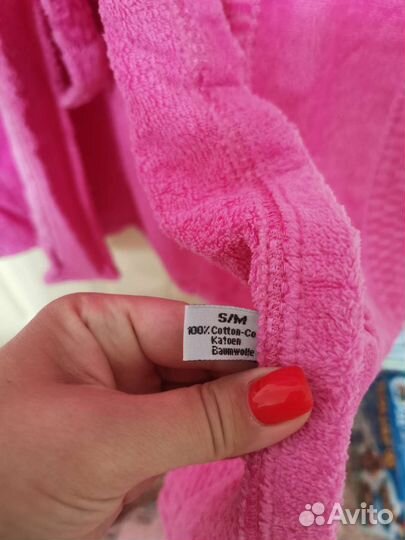 S/M
100% Cotton-Co
Katoen
Baumwolle
Avito